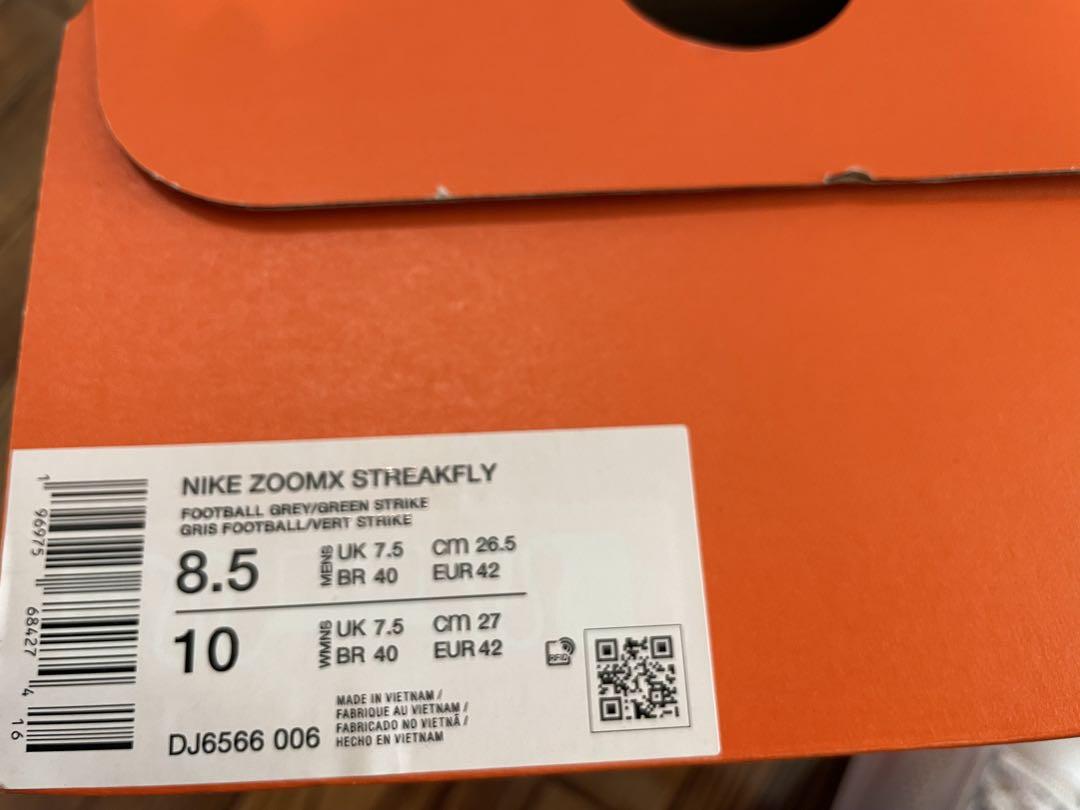 NIKE ZOOMX STREAKFLY
FOOTBALL GREY/GREEN STRIKE
GRIS FOOTBALL/VERT STRIKE
8.5 MENS UK 7.5 cm 26.5
BR 40 EUR 42
10 WMNS UK 7.5 cm 27
BR 40 EUR 42
RFID
MADE IN VIETNAM /
FABRIQUE AU VIETNAM /
FABRICADO NO VIETNÃ /
HECHO EN VIETNAM
DJ6566 006
1 96975 68427 4 16